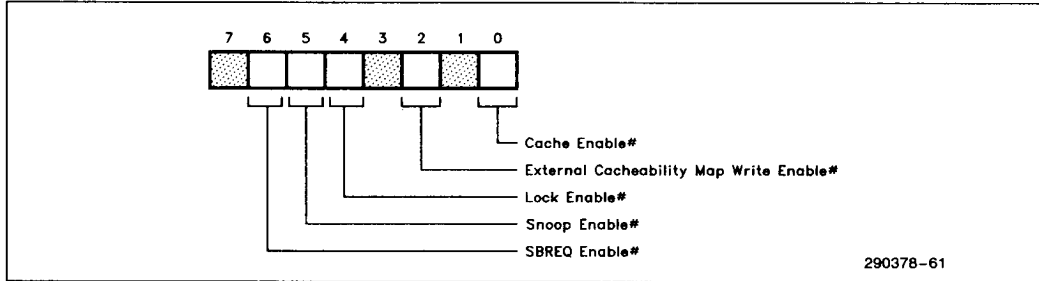 7 6 5 4 3 2 1 0
Cache Enable#
External Cacheability Map Write Enable#
Lock Enable#
Snoop Enable#
SBREQ Enable#
290378-61